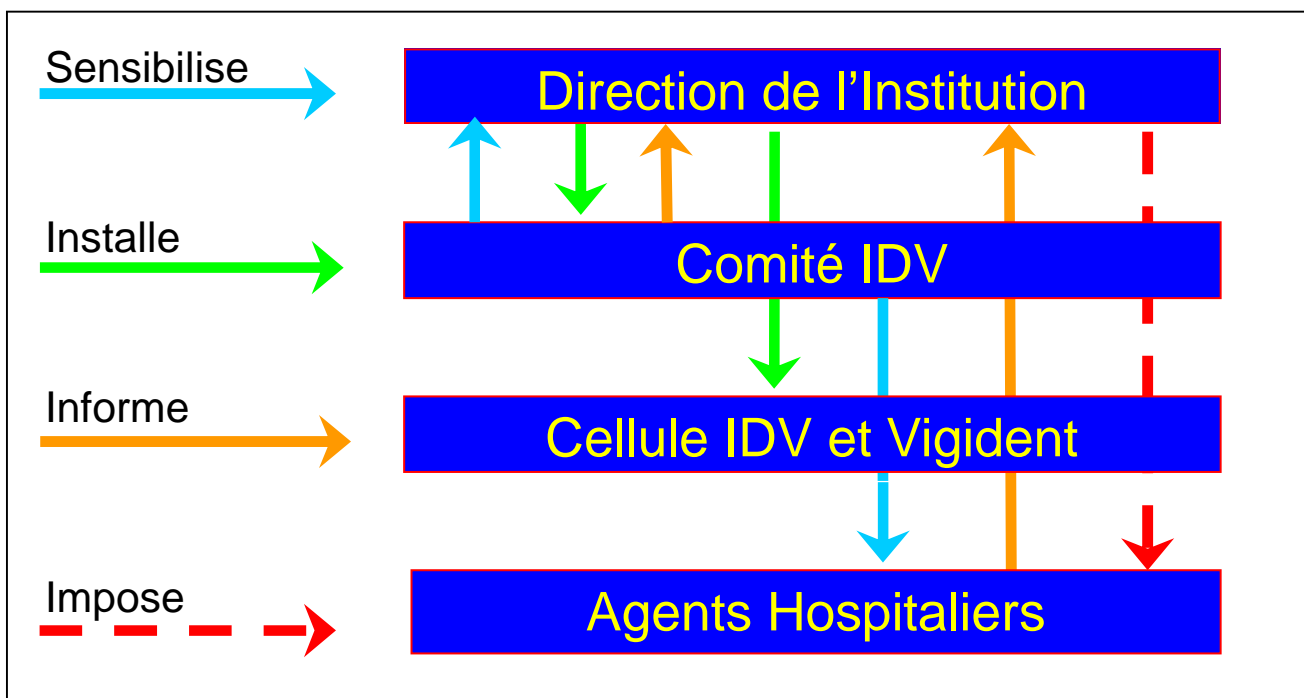 Sensibilise
Direction de l’Institution
Installe
Comité IDV
Informe
Cellule IDV et Vigident
Impose
Agents Hospitaliers